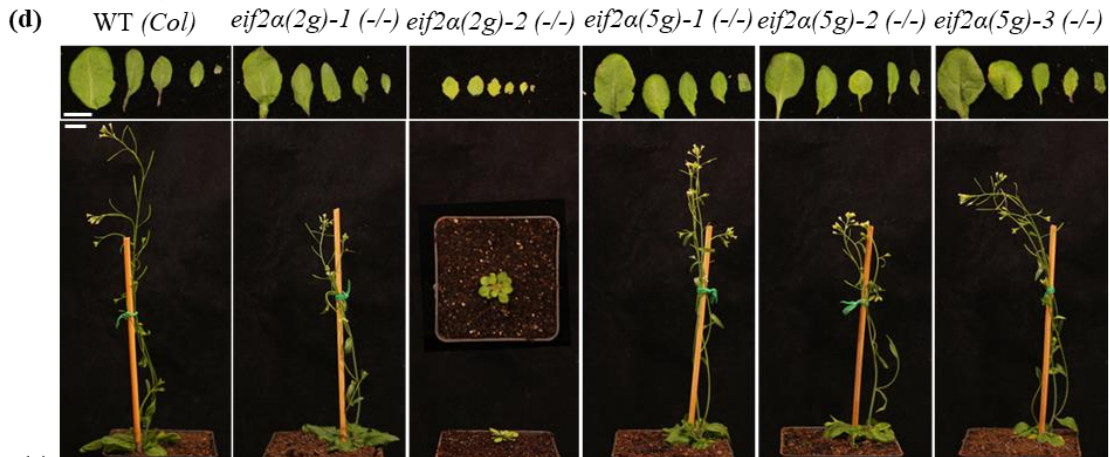 (d) WT (Col) eif2α(2g)-1 (-/-) eif2α(2g)-2 (-/-) eif2α(5g)-1 (-/-) eif2α(5g)-2 (-/-) eif2α(5g)-3 (-/-)